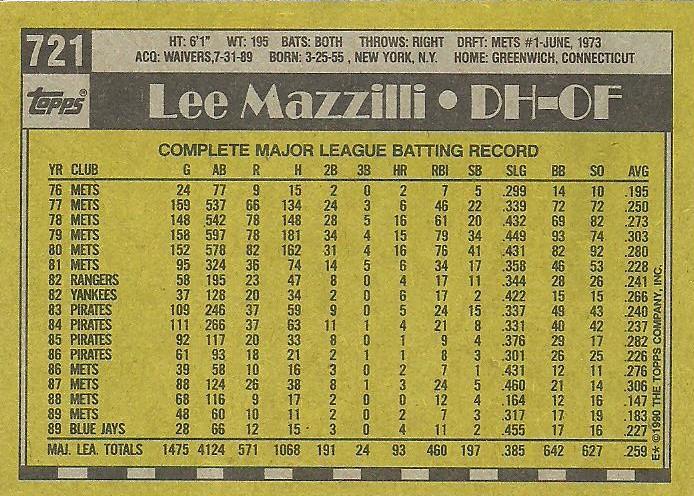 721
HT: 6'1" WT: 195 BATS: BOTH THROWS: RIGHT DRFT: METS #1-JUNE, 1973
ACQ: WAIVERS,7-31-89 BORN: 3-25-55 , NEW YORK, N.Y. HOME: GREENWICH, CONNECTICUT
topps®
Lee Mazzilli • DH-OF
COMPLETE MAJOR LEAGUE BATTING RECORD
YR CLUB G AB R H 2B 3B HR RBI SB SLG BB SO AVG
76 METS 24 77 9 15 2 0 2 7 5 .299 14 10 .195
77 METS 159 537 66 134 24 3 6 46 22 .339 72 72 .250
78 METS 148 542 78 148 28 5 16 61 20 .432 69 82 .273
79 METS 158 597 78 181 34 4 15 79 34 .449 93 74 .303
80 METS 152 578 82 162 31 4 16 76 41 .431 82 92 .280
81 METS 95 324 36 74 14 5 6 34 17 .358 46 53 .228
82 RANGERS 58 195 23 47 8 0 4 17 11 .344 28 26 .241
82 YANKEES 37 128 20 34 2 0 6 17 2 .422 15 15 .266
83 PIRATES 109 246 37 59 9 0 5 24 15 .337 49 43 .240
84 PIRATES 111 266 37 63 11 1 4 21 8 .331 40 42 .237
85 PIRATES 92 117 20 33 8 0 1 9 4 .376 29 17 .282
86 PIRATES 61 93 18 21 2 1 1 8 3 .301 26 25 .226
86 METS 39 58 10 16 3 0 2 7 1 .431 12 11 .276
87 METS 88 124 26 38 8 1 3 24 5 .460 21 14 .306
88 METS 68 116 9 17 2 0 0 12 4 .164 12 16 .147
89 METS 48 60 10 11 2 0 2 7 3 .317 17 19 .183
89 BLUE JAYS 28 66 12 15 3 0 4 11 2 .455 17 16 .227
MAJ. LEA. TOTALS 1475 4124 571 1068 191 24 93 460 197 .385 642 627 .259
E* ©1990 THE TOPPS COMPANY, INC.